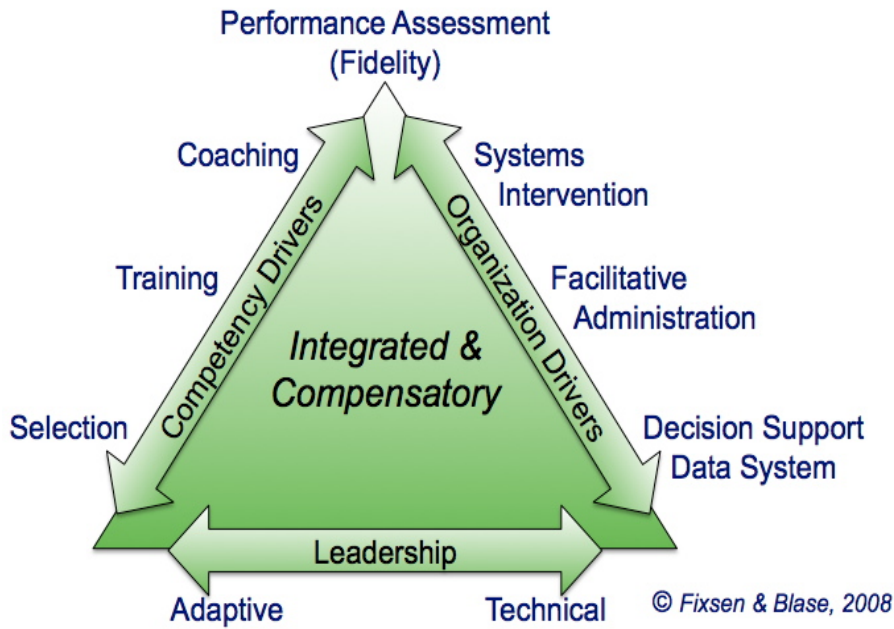 Performance Assessment
(Fidelity)
Coaching
Systems
Intervention
Training
Competency Drivers
Organization Drivers
Facilitative
Administration
Integrated &
Compensatory
Selection
Decision Support
Data System
Leadership
Adaptive
Technical
© Fixsen & Blase, 2008